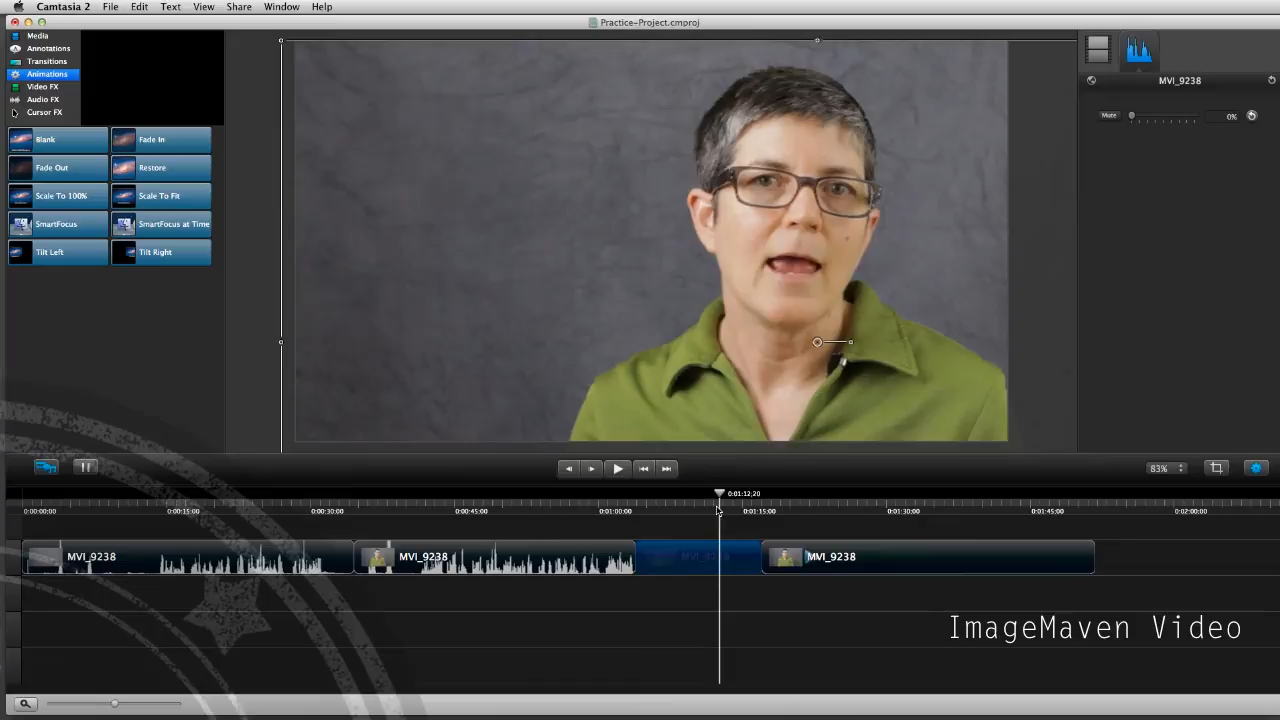 Camtasia 2 File Edit Text View Share Window Help
Practice-Project.cmproj
Media
Annotations
Transitions
Animations
Video FX
Audio FX
Cursor FX
Blank Fade In
Fade Out Restore
Scale To 100% Scale To Fit
SmartFocus SmartFocus at Time
Tilt Left Tilt Right
MVI_9238
Mute 0%
83%
0:01:12;20
0:00:00;00 0:00:15;00 0:00:30;00 0:00:45;00 0:01:00;00 0:01:15;00 0:01:30;00 0:01:45;00 0:02:00;00
MVI_9238 MVI_9238 MVI_9238 MVI_9238
ImageMaven Video